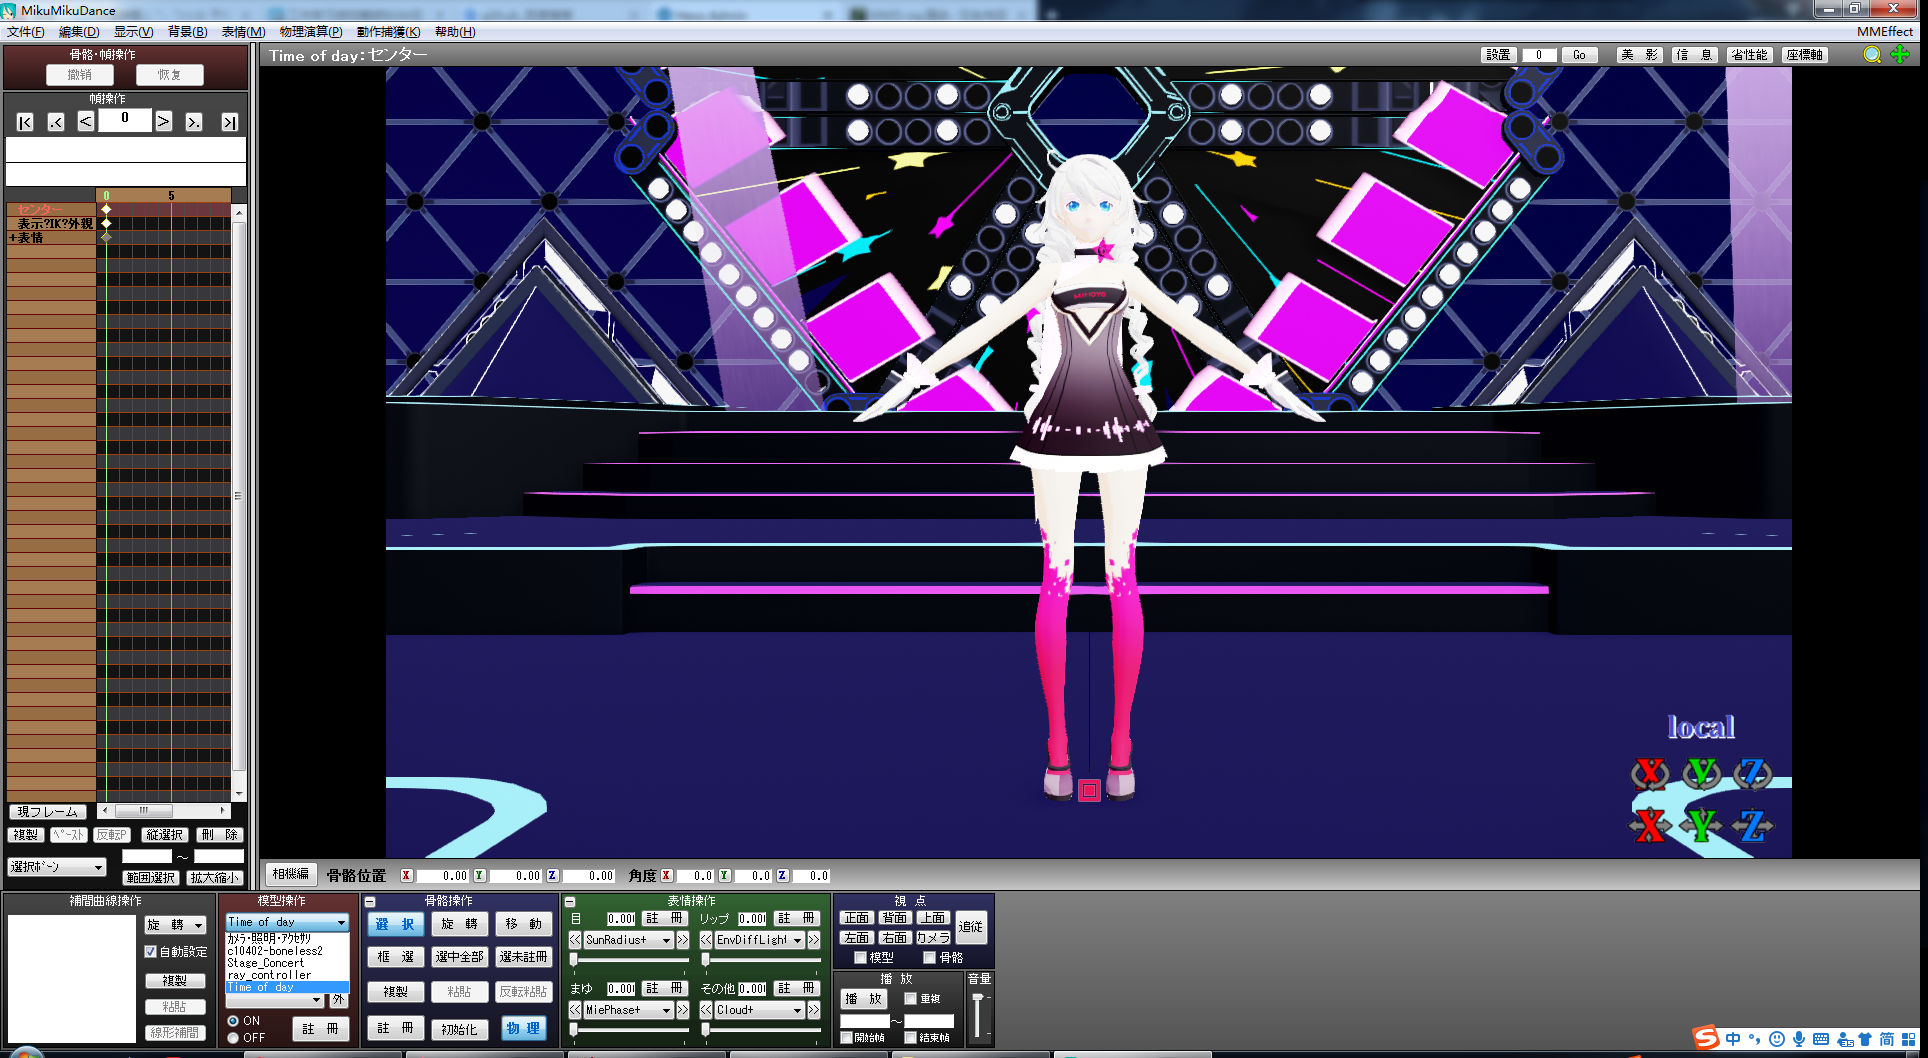 MikuMikuDance
文件(F) 編集(D) 显示(V) 背景(B) 表情(M) 物理演算(P) 動作捕獲(K) 帮助(H)
MMEffect
骨骼・幀操作
撤销 恢复
幀操作
|< .< < 0 > >. >|
0 5
センター
表示?IK?外観
+表情
現フレーム
複製 ペースト 反転P 縦選択 刪 除
選択ボーン ～
範囲選択 拡大縮小
Time of day:センター
設置 0 Go 美 影 信 息 省性能 座標軸
MIHOYO
local
X Y Z
X Y Z
相機編 骨骼位置 X 0.00 Y 0.00 Z 0.00 角度 X 0.0 Y 0.0 Z 0.0
補間曲線操作
旋 轉
自動設定
複製
粘貼
線形補間
模型操作
Time of day
カメラ・照明・アクセサリ
c10402-boneless2
Stage_Concert
ray_controller
Time of day
外
ON
OFF
註 冊
骨骼操作
選 択 旋 轉 移 動
框 選 選中全部 選未註冊
複製 粘貼 反転粘貼
註 冊 初始化 物 理
表情操作
目 0.000 註 冊 リップ 0.000 註 冊
<< SunRadius+ >> << EnvDiffLight >>
まゆ 0.000 註 冊 その他 0.000 註 冊
<< MiePhase+ >> << Cloud+ >>
視 点
正面 背面 上面 追従
左面 右面 カメラ
模型 骨骼
播 放
播 放 重複
～
開始幀 結束幀
音量
中 简